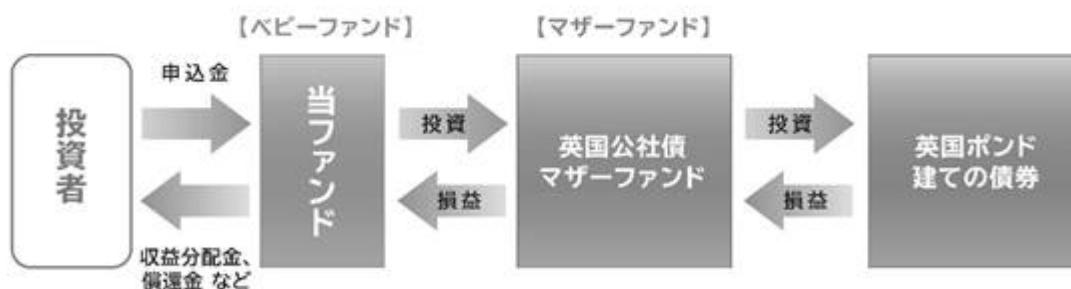 【ベビーファンド】
【マザーファンド】
投資者
申込金
収益分配金、
償還金 など
当ファンド
投資
損益
英国公社債
マザーファンド
投資
損益
英国ポンド
建ての債券